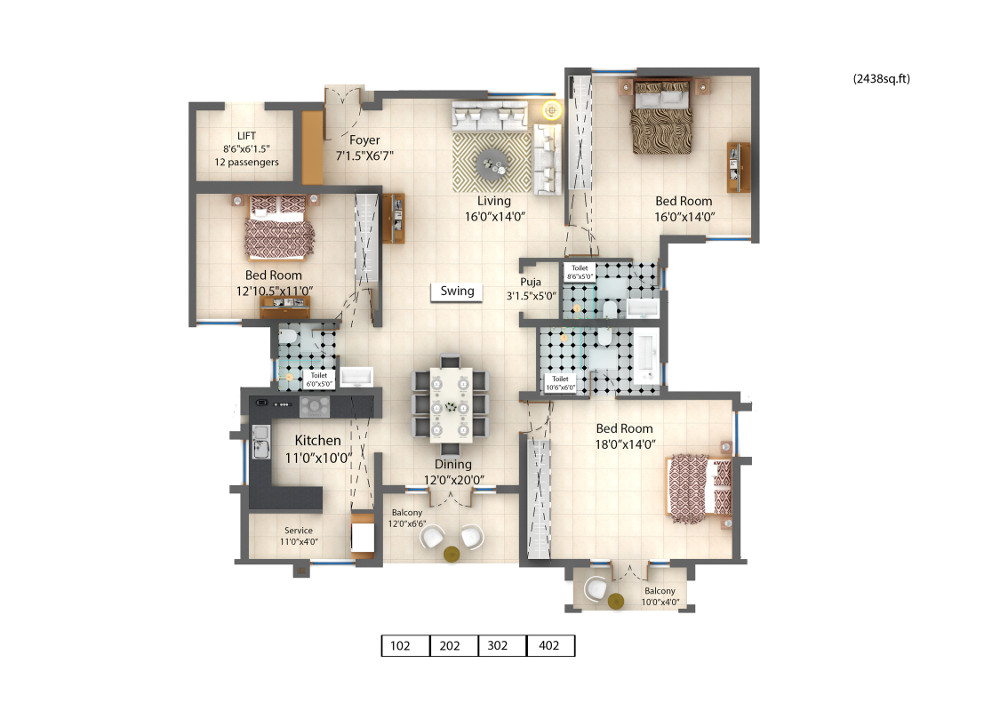 (2438sq.ft)
LIFT
8'6"x6'1.5"
12 passengers
Foyer
7'1.5"X6'7"
Living
16'0"x14'0"
Bed Room
16'0"x14'0"
Bed Room
12'10.5"x11'0"
Swing
Puja
3'1.5"x5'0"
Toilet
8'6"x5'0"
Toilet
6'0"x5'0"
Toilet
10'6"x6'0"
Kitchen
11'0"x10'0"
Dining
12'0"x20'0"
Bed Room
18'0"x14'0"
Balcony
12'0"x6'6"
Service
11'0"x4'0"
Balcony
10'0"x4'0"
102 202 302 402